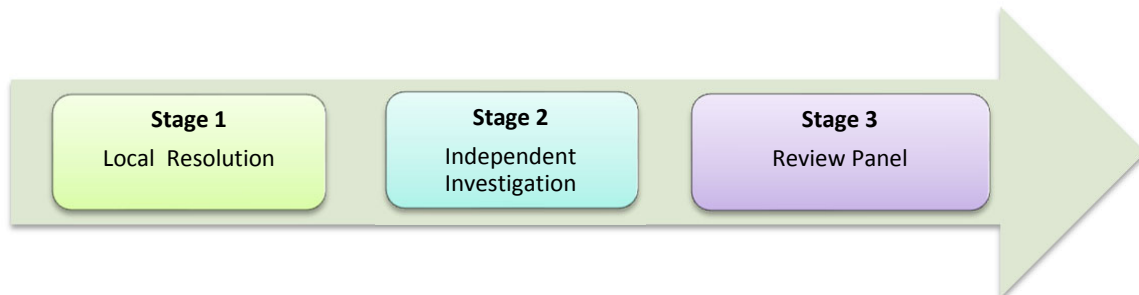 Stage 1
Local Resolution
Stage 2
Independent
Investigation
Stage 3
Review Panel